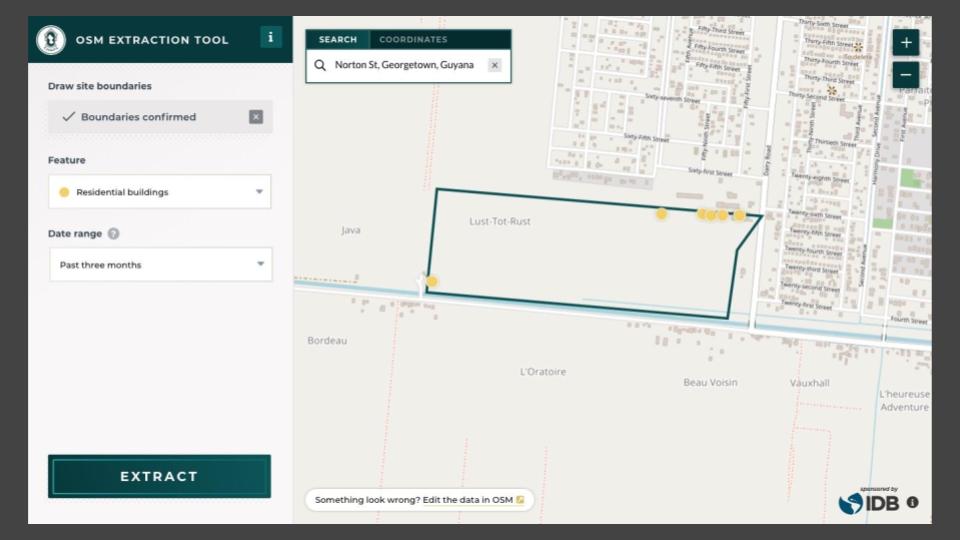 OSM EXTRACTION TOOL
i
Draw site boundaries
Boundaries confirmed
Feature
Residential buildings
Date range ?
Past three months
EXTRACT
SEARCH COORDINATES
Norton St, Georgetown, Guyana
+
−
Thirty-Sixth Street
Fifty-Third Street
Thirty-Fifth Street
Fifty-Fourth Street
Thirty-Fourth Street
Fifty-Fifth Street
Thirty-Third Street
Thirty-Second Street
Sixty-Fifth Street
Thirtieth Street
Sixty-first Street
Dairy Road
Harmony Drive
Second Avenue
First Avenue
Third Avenue
Twenty-eighth Street
Lust-Tot-Rust
Java
Twenty-sixth Street
Twenty-fifth Street
Twenty-fourth Street
Twenty-third Street
Twenty-second Street
Twenty-first Street
Second Avenue
Fourth Street
Bordeau
L'Oratoire
Beau Voisin
Vauxhall
L'heureuse
Adventure
Something look wrong? Edit the data in OSM
sponsored by
IDB i